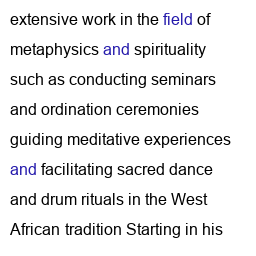 extensive work in the field of
metaphysics and spirituality
such as conducting seminars
and ordination ceremonies
guiding meditative experiences
and facilitating sacred dance
and drum rituals in the West
African tradition Starting in his